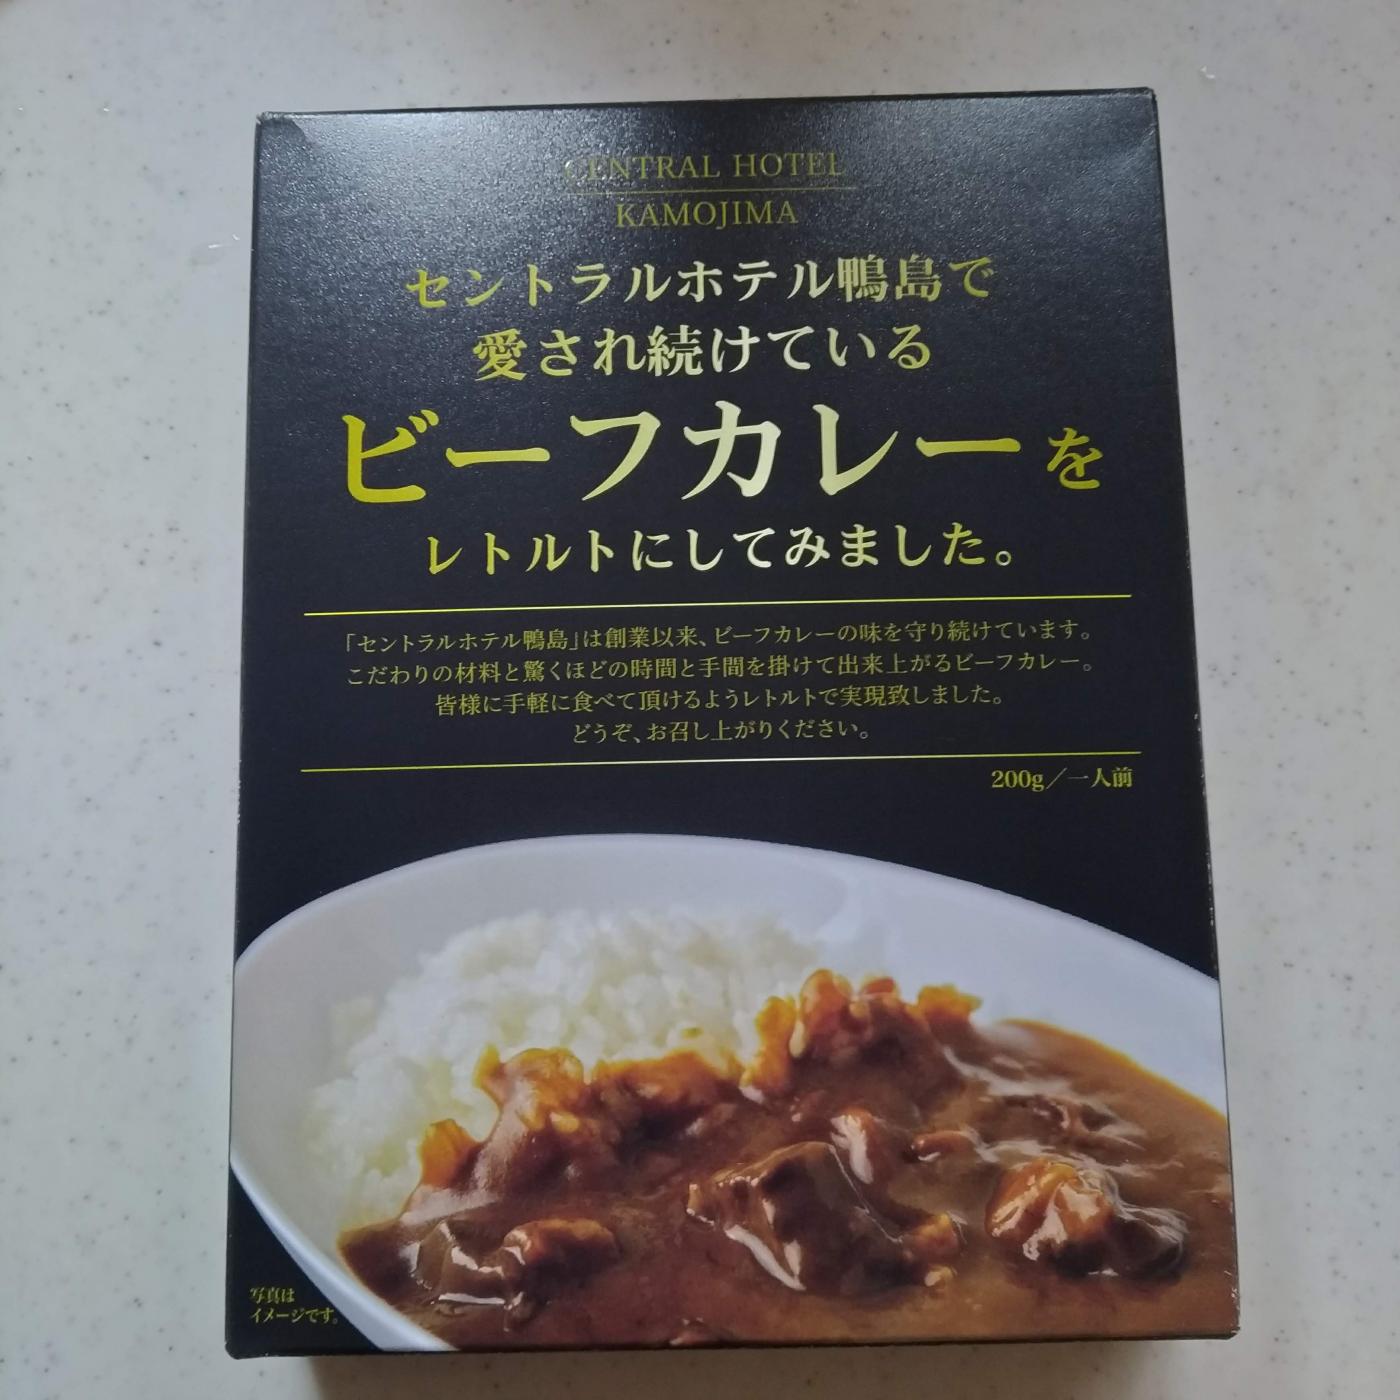 CENTRAL HOTEL
KAMOJIMA
セントラルホテル鴨島で
愛され続けている
ビーフカレーを
レトルトにしてみました。
「セントラルホテル鴨島」は創業以来、ビーフカレーの味を守り続けています。
こだわりの材料と驚くほどの時間と手間を掛けて出来上がるビーフカレー。
皆様に手軽に食べて頂けるようレトルトで実現致しました。
どうぞ、お召し上がりください。
200g／一人前
写真は
イメージです。